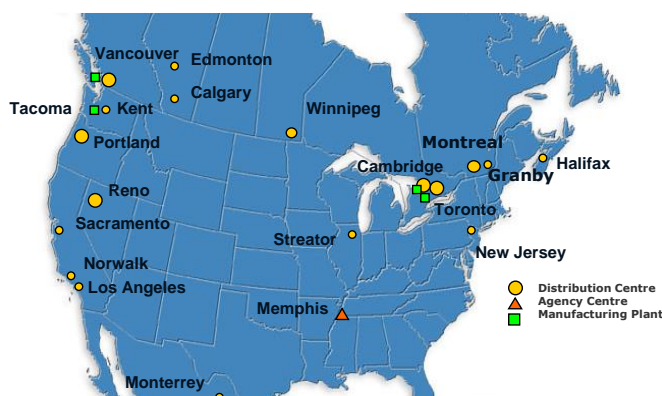 Vancouver
Edmonton
Calgary
Tacoma
Kent
Winnipeg
Portland
Montreal
Cambridge
Halifax
Granby
Reno
Toronto
Sacramento
Streator
New Jersey
Norwalk
Los Angeles
Distribution Centre
Memphis
Agency Centre
Manufacturing Plant
Monterrey